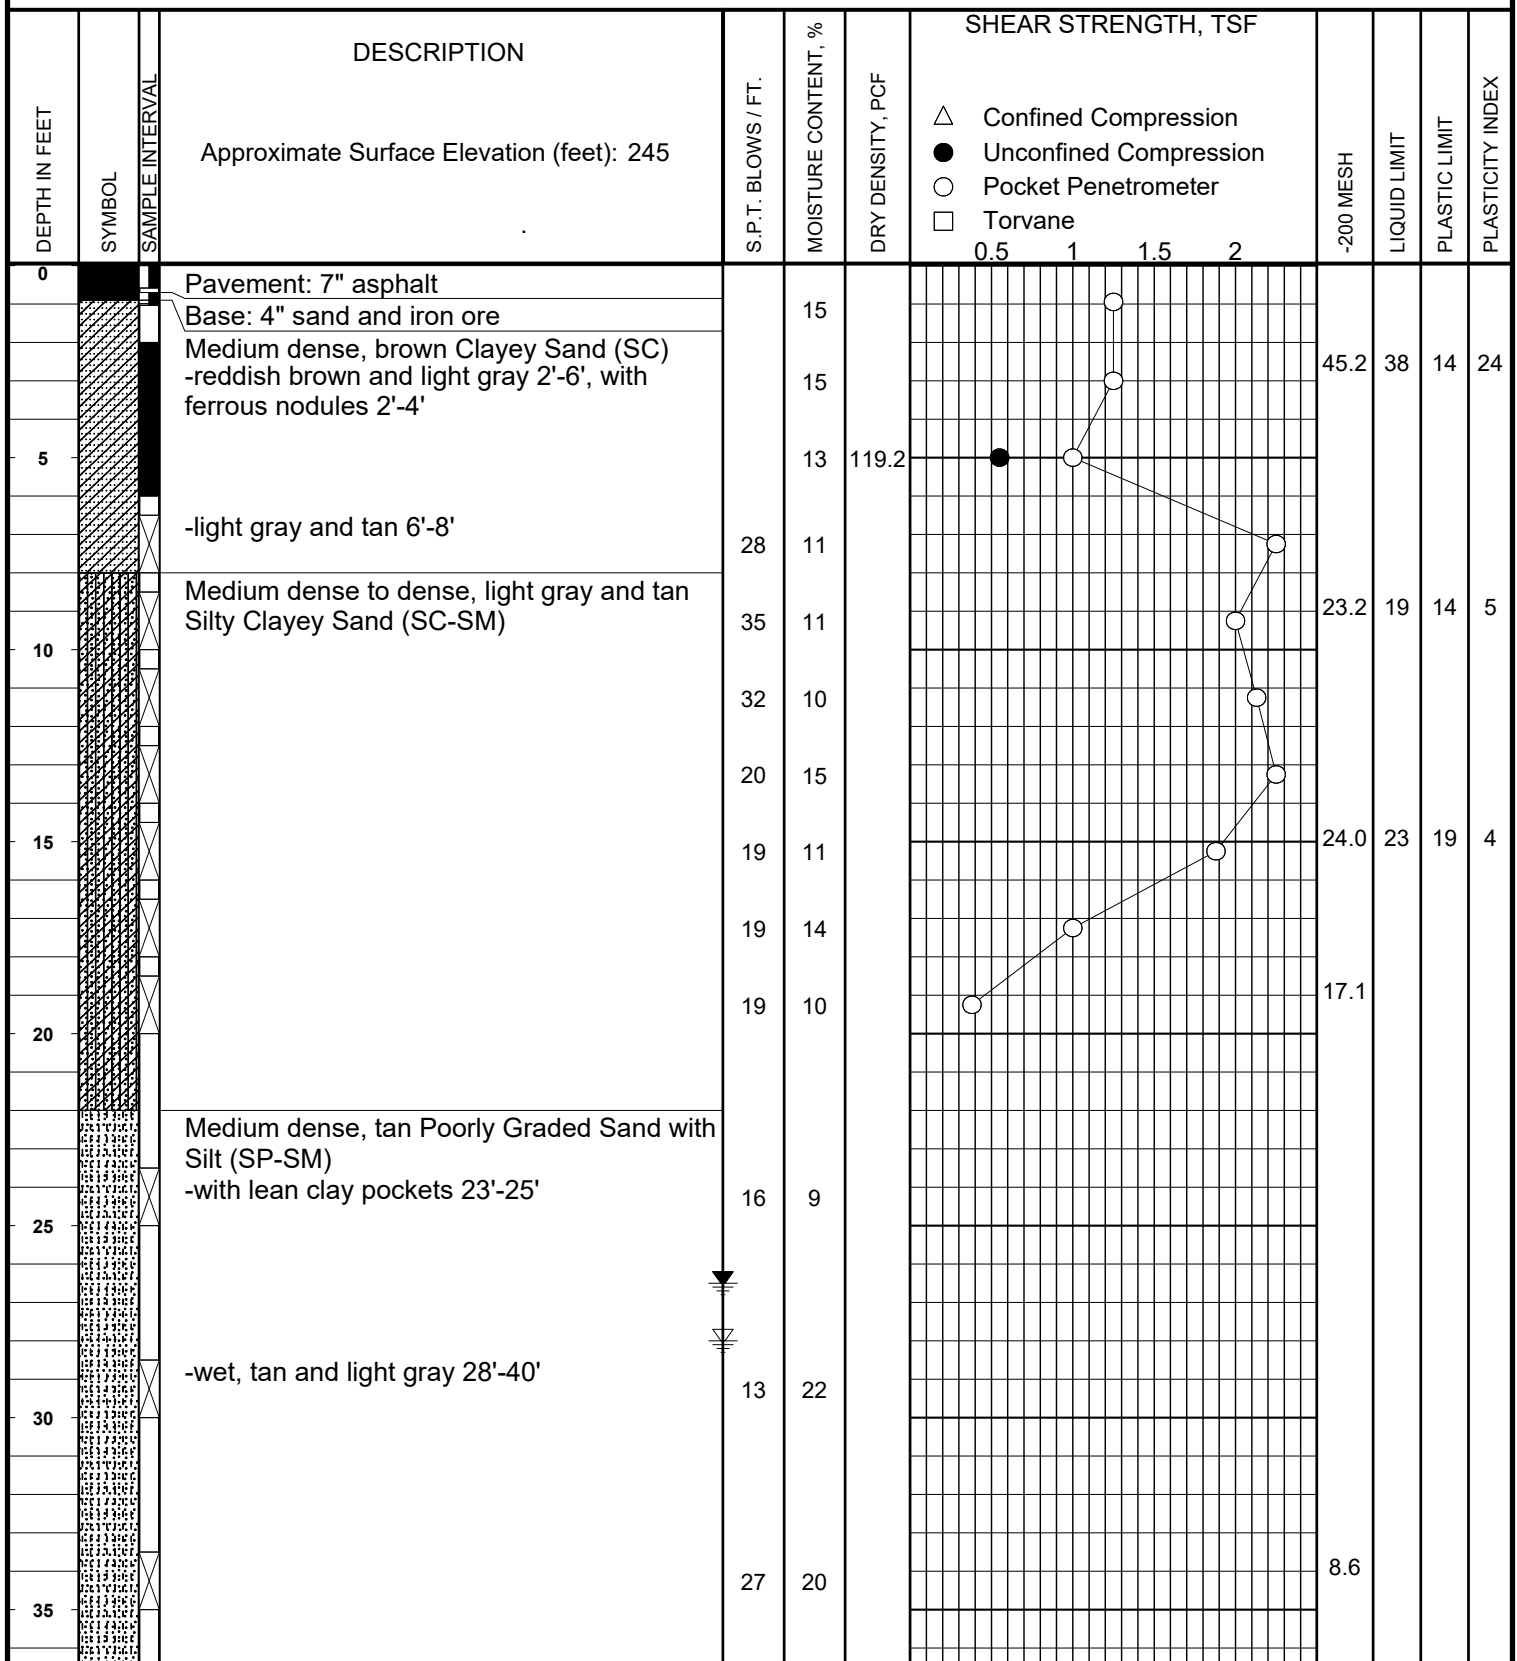 SHEAR STRENGTH, TSF
DESCRIPTION
Approximate Surface Elevation (feet): 245
.
DEPTH IN FEET
SYMBOL
SAMPLE INTERVAL
S.P.T. BLOWS / FT.
MOISTURE CONTENT, %
DRY DENSITY, PCF
Confined Compression
Unconfined Compression
Pocket Penetrometer
Torvane
0.5 1 1.5 2
-200 MESH
LIQUID LIMIT
PLASTIC LIMIT
PLASTICITY INDEX
0
Pavement: 7" asphalt
15
Base: 4" sand and iron ore
Medium dense, brown Clayey Sand (SC)
45.2 38 14 24
-reddish brown and light gray 2'-6', with
15
ferrous nodules 2'-4'
5 13 119.2
-light gray and tan 6'-8'
28 11
Medium dense to dense, light gray and tan
23.2 19 14 5
Silty Clayey Sand (SC-SM)
35 11
10
32 10
20 15
15 24.0 23 19 4
19 11
19 14
17.1
19 10
20
Medium dense, tan Poorly Graded Sand with
Silt (SP-SM)
-with lean clay pockets 23'-25'
16 9
25
-wet, tan and light gray 28'-40'
13 22
30
8.6
27 20
35